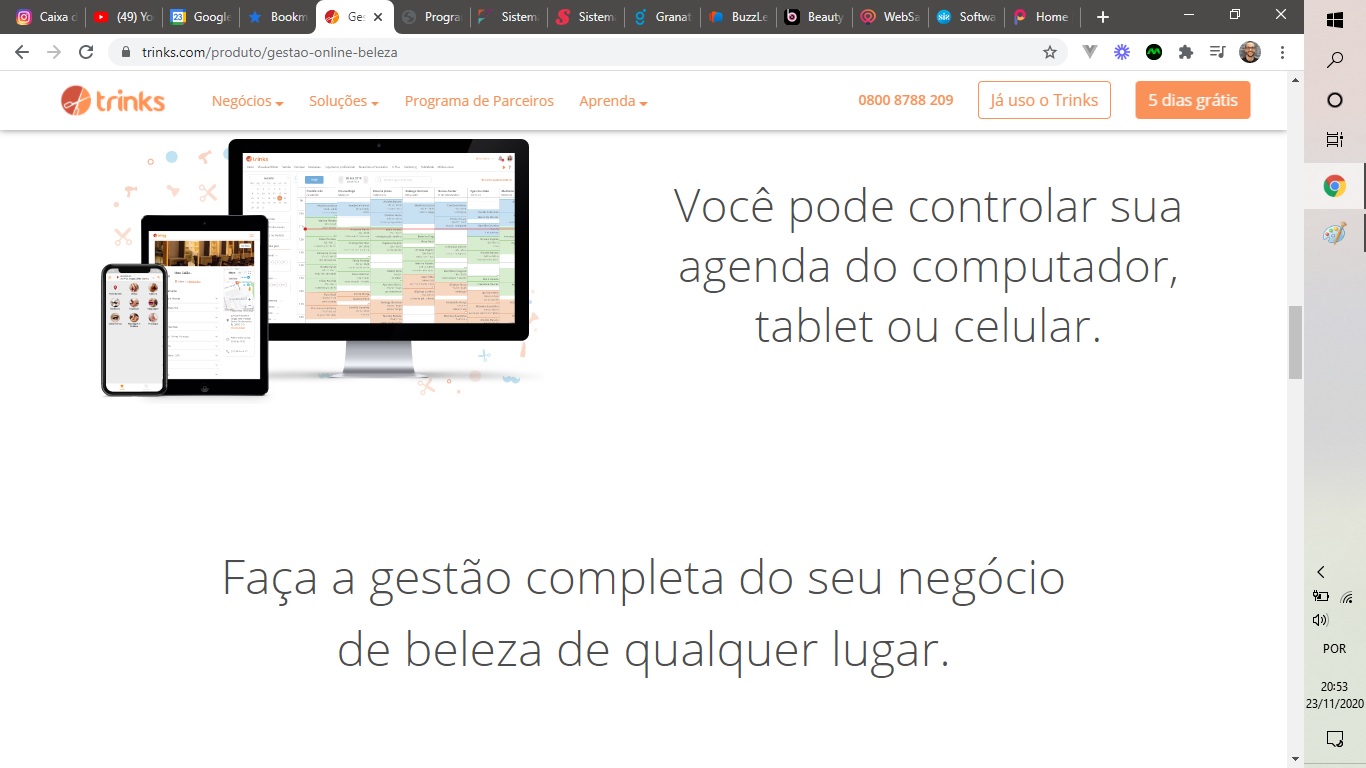 Caixa d
(49) Yo
Google
Bookm
Ges
Progra
Sistem
Sistema
Granat
BuzzLe
Beauty
WebSa
Softwa
Home
trinks.com/produto/gestao-online-beleza
trinks
Negócios
Soluções
Programa de Parceiros
Aprenda
0800 8788 209
Já uso o Trinks
5 dias grátis
trinks
Você pode controlar sua
agenda do computador,
tablet ou celular.
Faça a gestão completa do seu negócio
de beleza de qualquer lugar.
POR
20:53
23/11/2020